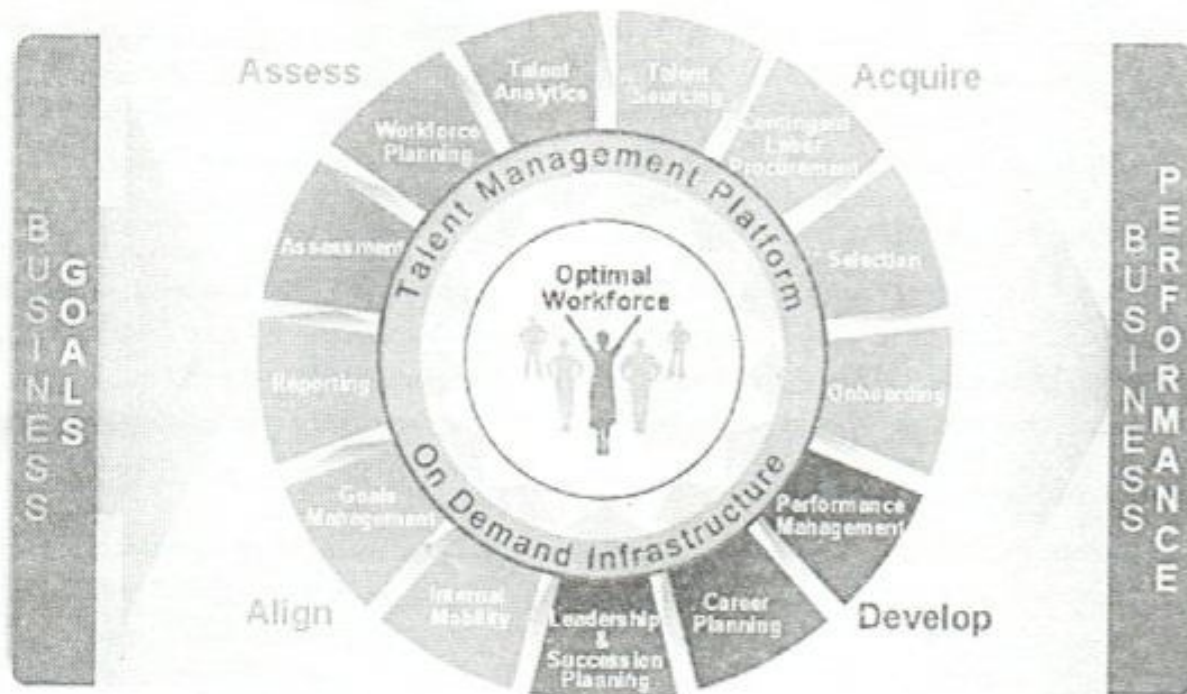 BUSINESS
GOALS
Assess
Acquire
Talent
Analytics
Talent
Sourcing
Workforce
Planning
Contingent
Labor
Procurement
Assessment
Selection
Reporting
Onboarding
Goals
Management
Performance
Management
Internal
Mobility
Leadership
&
Succession
Planning
Career
Planning
Align
Develop
Talent Management Platform
On Demand Infrastructure
Optimal
Workforce
BUSINESS
PERFORMANCE